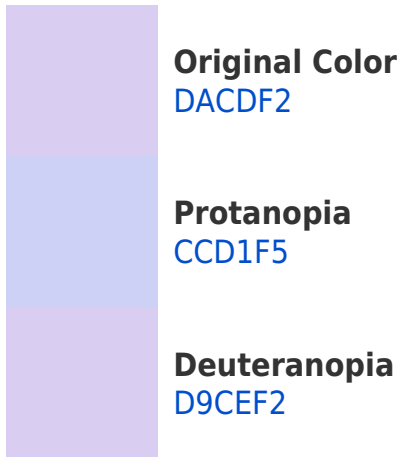 Original Color
DACDF2
Protanopia
CCD1F5
Deuteranopia
D9CEF2